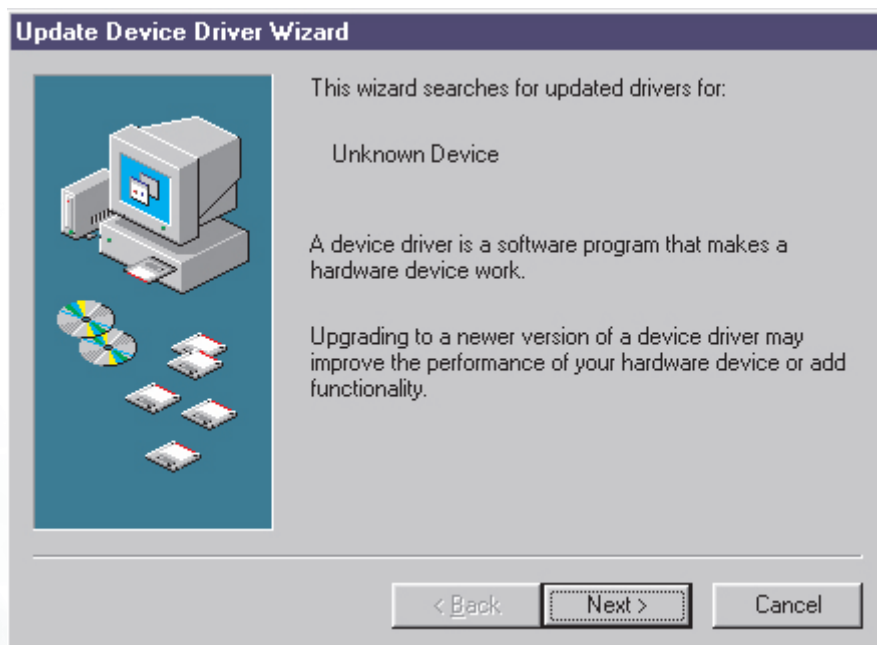 Update Device Driver Wizard
This wizard searches for updated drivers for:
Unknown Device
A device driver is a software program that makes a
hardware device work.
Upgrading to a newer version of a device driver may
improve the performance of your hardware device or add
functionality.
< Back
Next >
Cancel